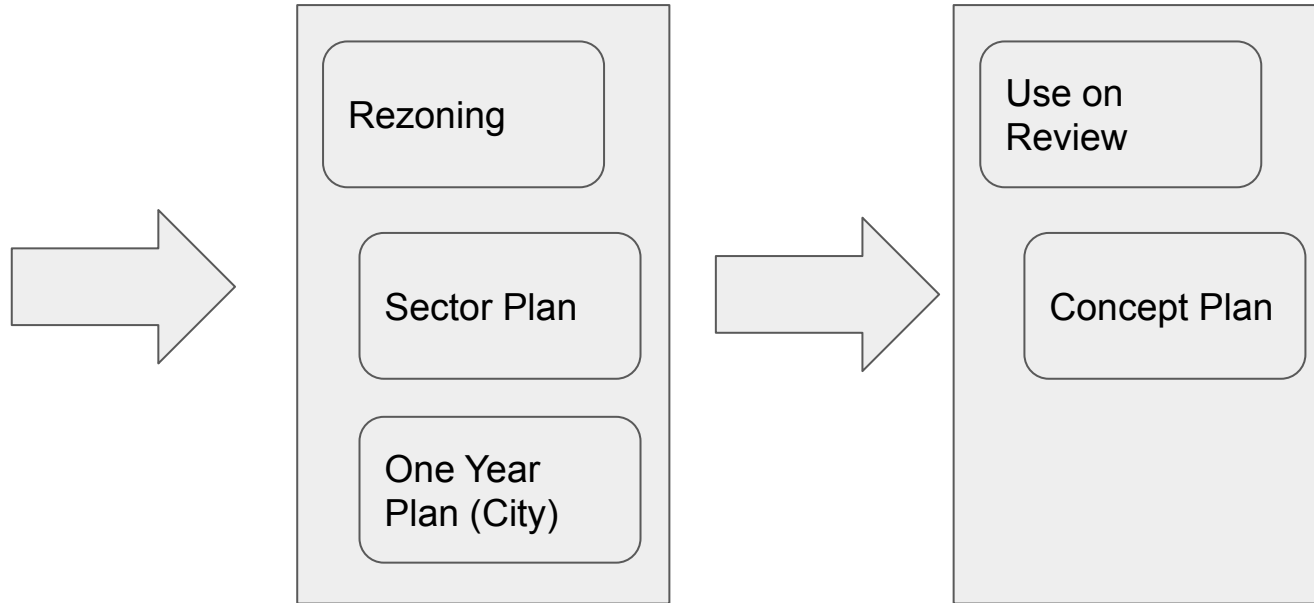 Rezoning
Sector Plan
One Year
Plan (City)
Use on
Review
Concept Plan